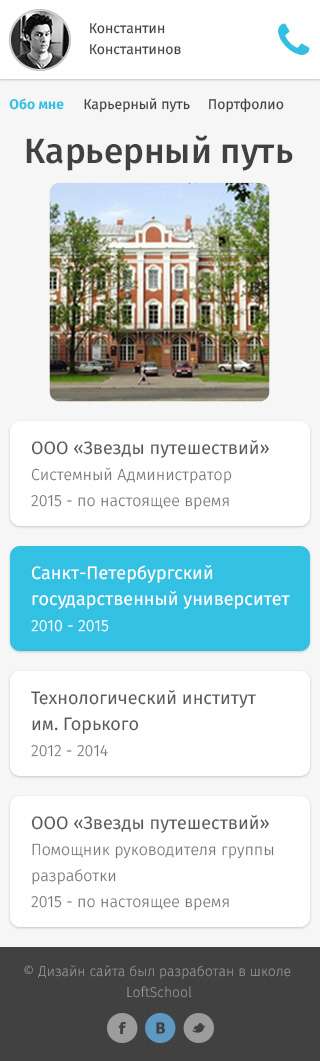 Константин
Константинов
Обо мне Карьерный путь Портфолио
Карьерный путь
ООО «Звезды путешествий»
Системный Администратор
2015 - по настоящее время
Санкт-Петербургский
государственный университет
2010 - 2015
Технологический институт
им. Горького
2012 - 2014
ООО «Звезды путешествий»
Помощник руководителя группы
разработки
2015 - по настоящее время
© Дизайн сайта был разработан в школе
LoftSchool